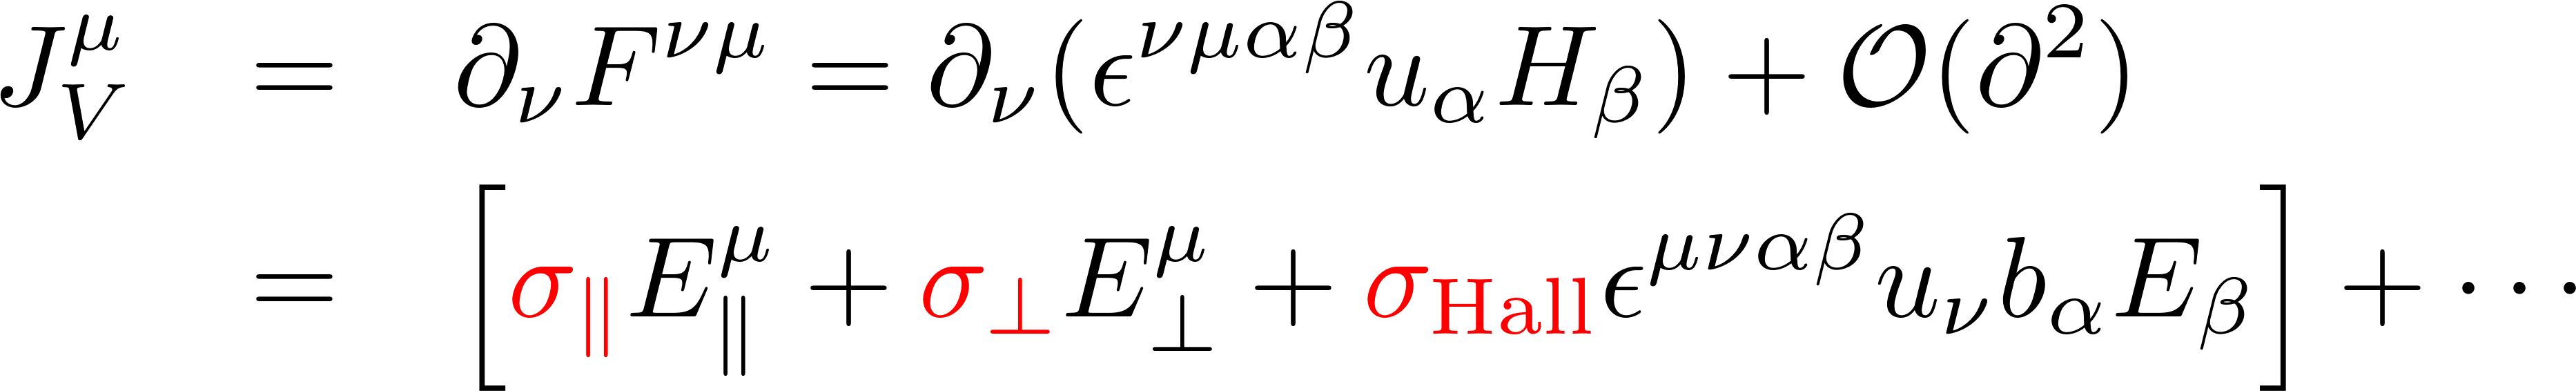 J_V^μ = ∂_ν F^{νμ} = ∂_ν(ϵ^{νμαβ} u_α H_β) + 𝒪(∂²)
= [σ_∥ E_∥^μ + σ_⊥ E_⊥^μ + σ_Hall ϵ^{μναβ} u_ν b_α E_β] + ⋯